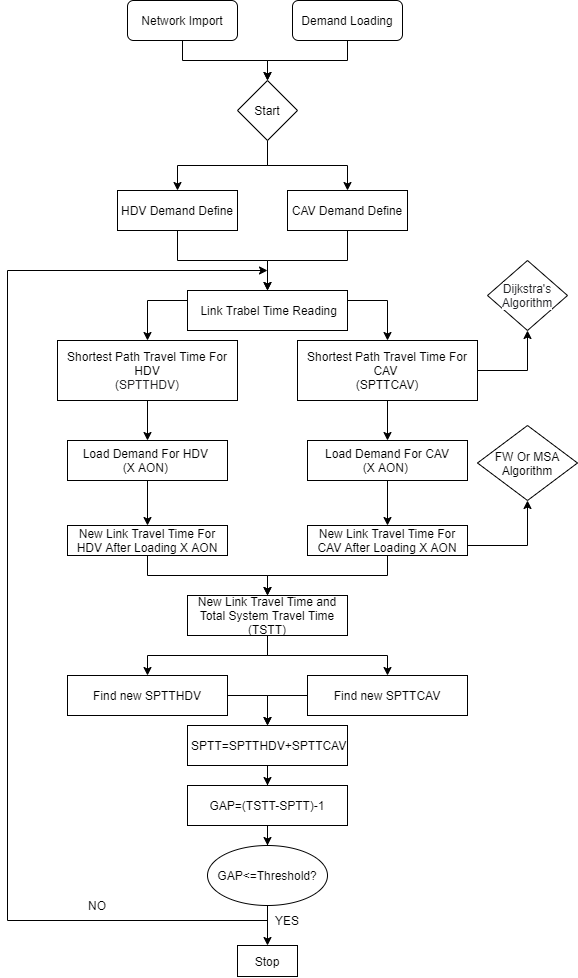 Network Import
Demand Loading
Start
HDV Demand Define
CAV Demand Define
Link Trabel Time Reading
Dijkstra's
Algorithm
Shortest Path Travel Time For
HDV
(SPTTHDV)
Shortest Path Travel Time For
CAV
(SPTTCAV)
Load Demand For HDV
(X AON)
Load Demand For CAV
(X AON)
FW Or MSA
Algorithm
New Link Travel Time For
HDV After Loading X AON
New Link Travel Time For
CAV After Loading X AON
New Link Travel Time and
Total System Travel Time
(TSTT)
Find new SPTTHDV
Find new SPTTCAV
SPTT=SPTTHDV+SPTTCAV
GAP=(TSTT-SPTT)-1
GAP<=Threshold?
NO
YES
Stop